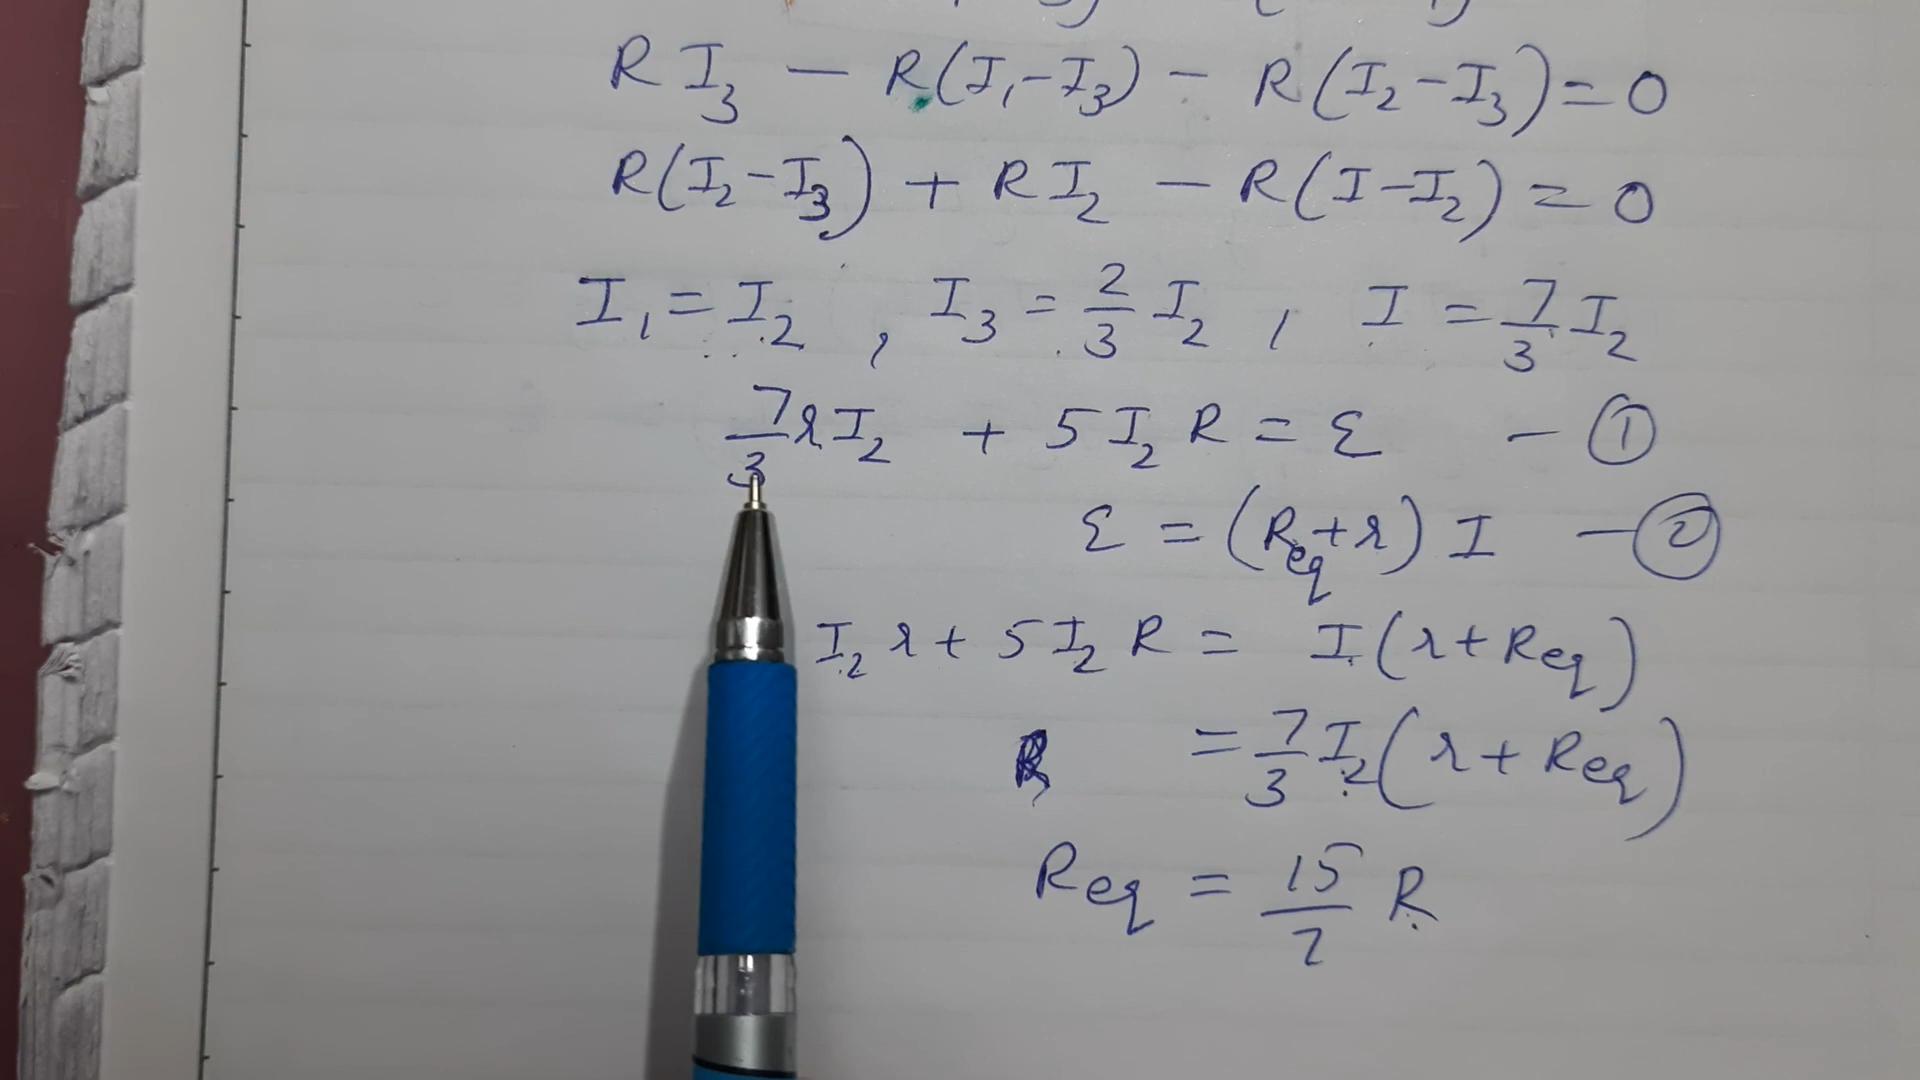 R I₃ — R(I₁-I₃) - R(I₂-I₃) = 0
R(I₂-I₃) + R I₂ - R(I-I₂) = 0
I₁ = I₂ , I₃ = 2/3 I₂ , I = 7/3 I₂
7/3 r I₂ + 5 I₂ R = ε - ①
ε = (Req+r) I - ②
I₂ r + 5 I₂ R = I (r + Req)
= 7/3 I₂ (r + Req)
Req = 15/7 R